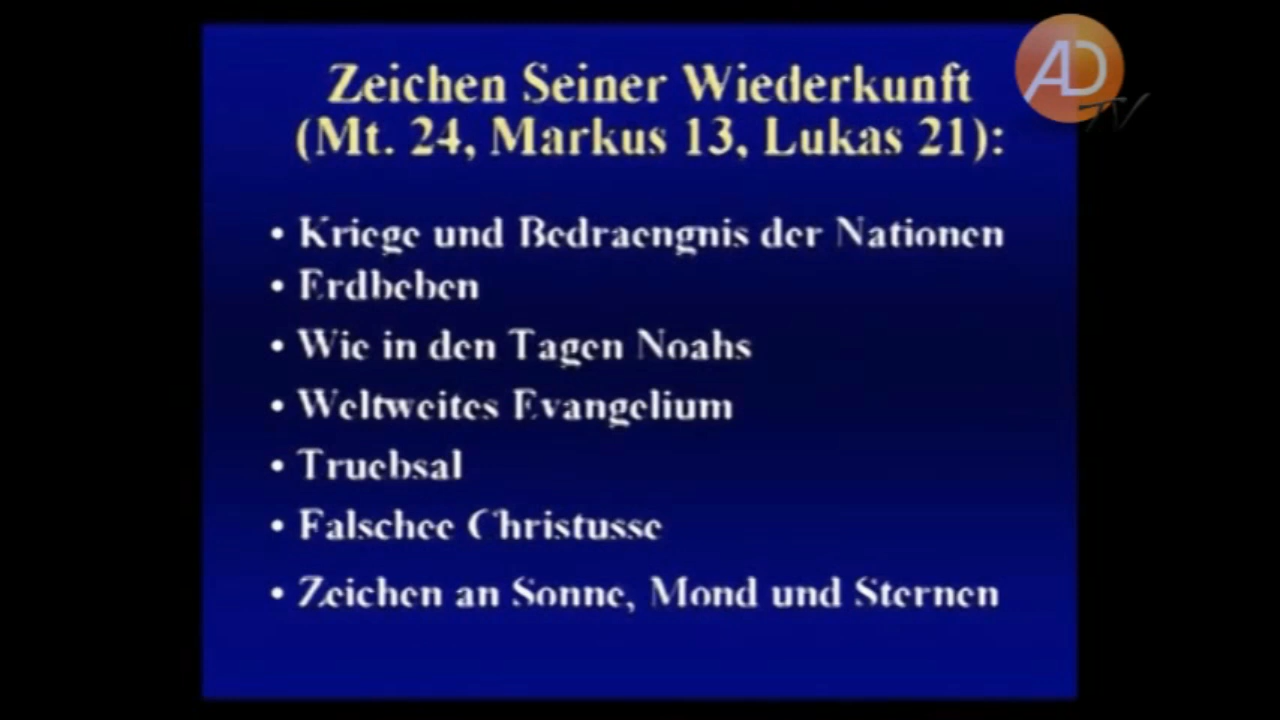 Zeichen Seiner Wiederkunft
(Mt. 24, Markus 13, Lukas 21):
• Kriege und Bedraengnis der Nationen
• Erdbeben
• Wie in den Tagen Noahs
• Weltweites Evangelium
• Truebsal
• Falschee Christusse
• Zeichen an Sonne, Mond und Sternen
AD
TV